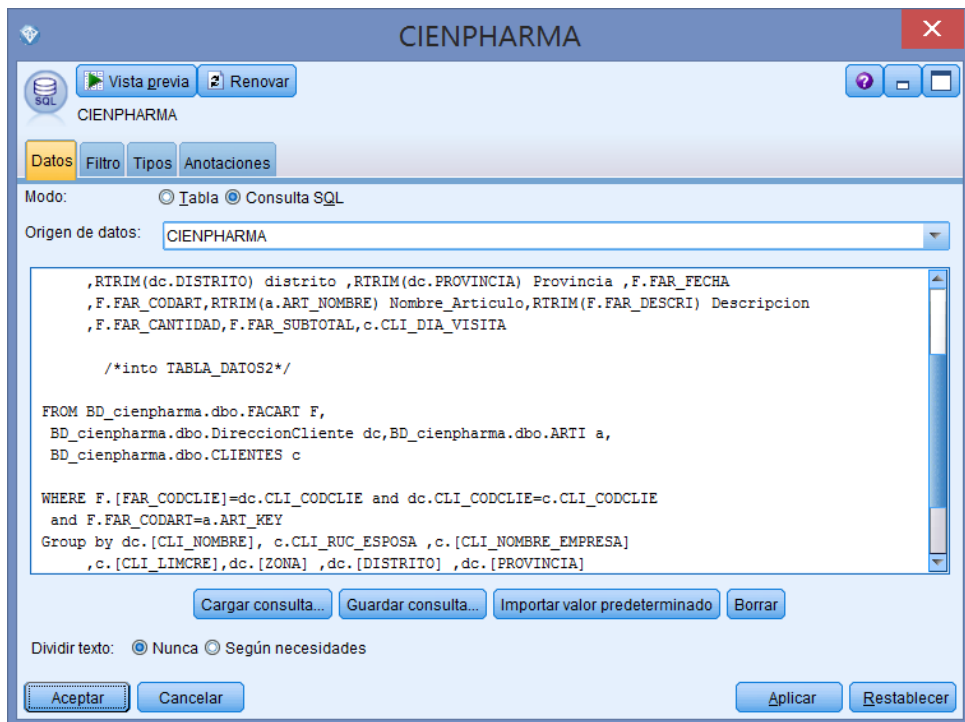 CIENPHARMA
SQL
Vista previa Renovar
CIENPHARMA
Datos Filtro Tipos Anotaciones
Modo: Tabla Consulta SQL
Origen de datos: CIENPHARMA
,RTRIM(dc.DISTRITO) distrito ,RTRIM(dc.PROVINCIA) Provincia ,F.FAR_FECHA
,F.FAR_CODART,RTRIM(a.ART_NOMBRE) Nombre_Articulo,RTRIM(F.FAR_DESCRI) Descripcion
,F.FAR_CANTIDAD,F.FAR_SUBTOTAL,c.CLI_DIA_VISITA
/*into TABLA_DATOS2*/
FROM BD_cienpharma.dbo.FACART F,
BD_cienpharma.dbo.DireccionCliente dc,BD_cienpharma.dbo.ARTI a,
BD_cienpharma.dbo.CLIENTES c
WHERE F.[FAR_CODCLIE]=dc.CLI_CODCLIE and dc.CLI_CODCLIE=c.CLI_CODCLIE
and F.FAR_CODART=a.ART_KEY
Group by dc.[CLI_NOMBRE], c.CLI_RUC_ESPOSA ,c.[CLI_NOMBRE_EMPRESA]
,c.[CLI_LIMCRE],dc.[ZONA] ,dc.[DISTRITO] ,dc.[PROVINCIA]
Cargar consulta... Guardar consulta... Importar valor predeterminado Borrar
Dividir texto: Nunca Según necesidades
Aceptar Cancelar Aplicar Restablecer